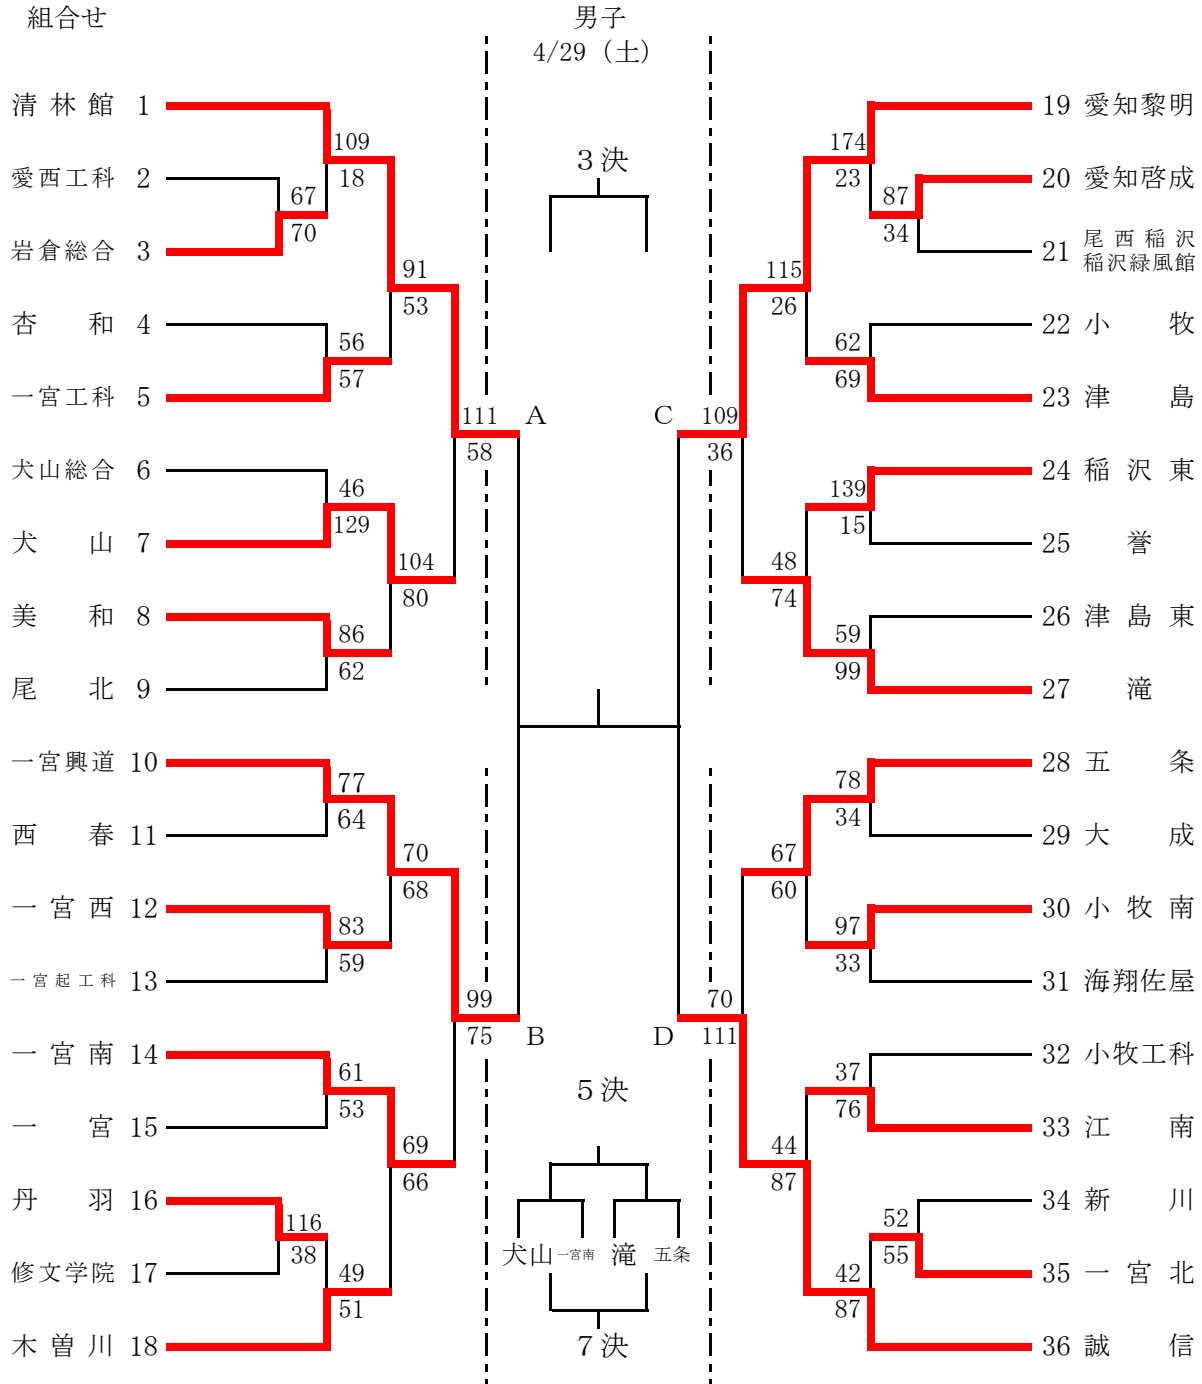 組合せ
男子
4/29（土）
清林館 1
愛西工科 2
岩倉総合 3
杏和 4
一宮工科 5
犬山総合 6
犬山 7
美和 8
尾北 9
一宮興道 10
西春 11
一宮西 12
一宮起工科 13
一宮南 14
一宮 15
丹羽 16
修文学院 17
木曽川 18
109
18
67
70
91
53
56
57
111
58
46
129
104
80
86
62
77
64
70
68
83
59
99
75
61
53
69
66
116
38
49
51
A
B
3決
5決
犬山 一宮南 滝 五条
7決
C
D
174
23
87
34
115
26
62
69
109
36
139
15
48
74
59
99
78
34
67
60
97
33
70
111
37
76
44
87
52
55
42
87
19 愛知黎明
20 愛知啓成
21 尾西稲沢
稲沢緑風館
22 小牧
23 津島
24 稲沢東
25 誉
26 津島東
27 滝
28 五条
29 大成
30 小牧南
31 海翔佐屋
32 小牧工科
33 江南
34 新川
35 一宮北
36 誠信